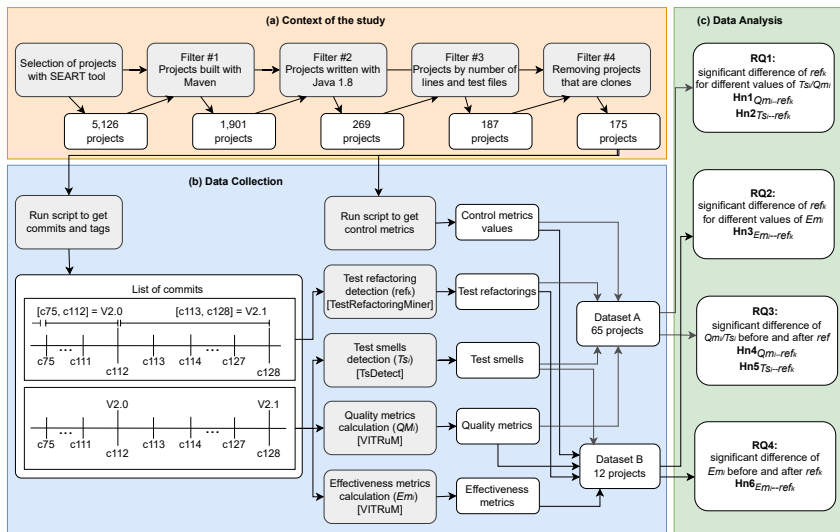 (a) Context of the study
Selection of projects
with SEART tool
Filter #1
Projects built with
Maven
Filter #2
Projects written with
Java 1.8
Filter #3
Projects by number of
lines and test files
Filter #4
Removing projects
that are clones
5,126
projects
1,901
projects
269
projects
187
projects
175
projects
(b) Data Collection
Run script to get
commits and tags
Run script to get
control metrics
Control metrics
values
List of commits
[c75, c112] = V2.0
[c113, c128] = V2.1
c75
...
c111
c112
c113
c114
...
c127
c128
V2.0
V2.1
c75
...
c111
c112
c113
c114
...
c127
c128
Test refactoring
detection (refₖ)
[TestRefactoringMiner]
Test refactorings
Test smells
detection (Tsᵢ)
[TsDetect]
Test smells
Quality metrics
calculation (QMᵢ)
[VITRuM]
Quality metrics
Effectiveness metrics
calculation (Emᵢ)
[VITRuM]
Effectiveness
metrics
Dataset A
65 projects
Dataset B
12 projects
(c) Data Analysis
RQ1:
significant difference of refₖ
for different values of Tsᵢ/Qmᵢ
Hn1Qmᵢ--refₖ
Hn2Tsᵢ--refₖ
RQ2:
significant difference of refₖ
for different values of Emᵢ
Hn3Emᵢ--refₖ
RQ3:
significant difference of
Qmᵢ/Tsᵢ before and after ref
Hn4Qmᵢ--refₖ
Hn5Tsᵢ--refₖ
RQ4:
significant difference of
Emᵢ before and after refₖ
Hn6Emᵢ--refₖ